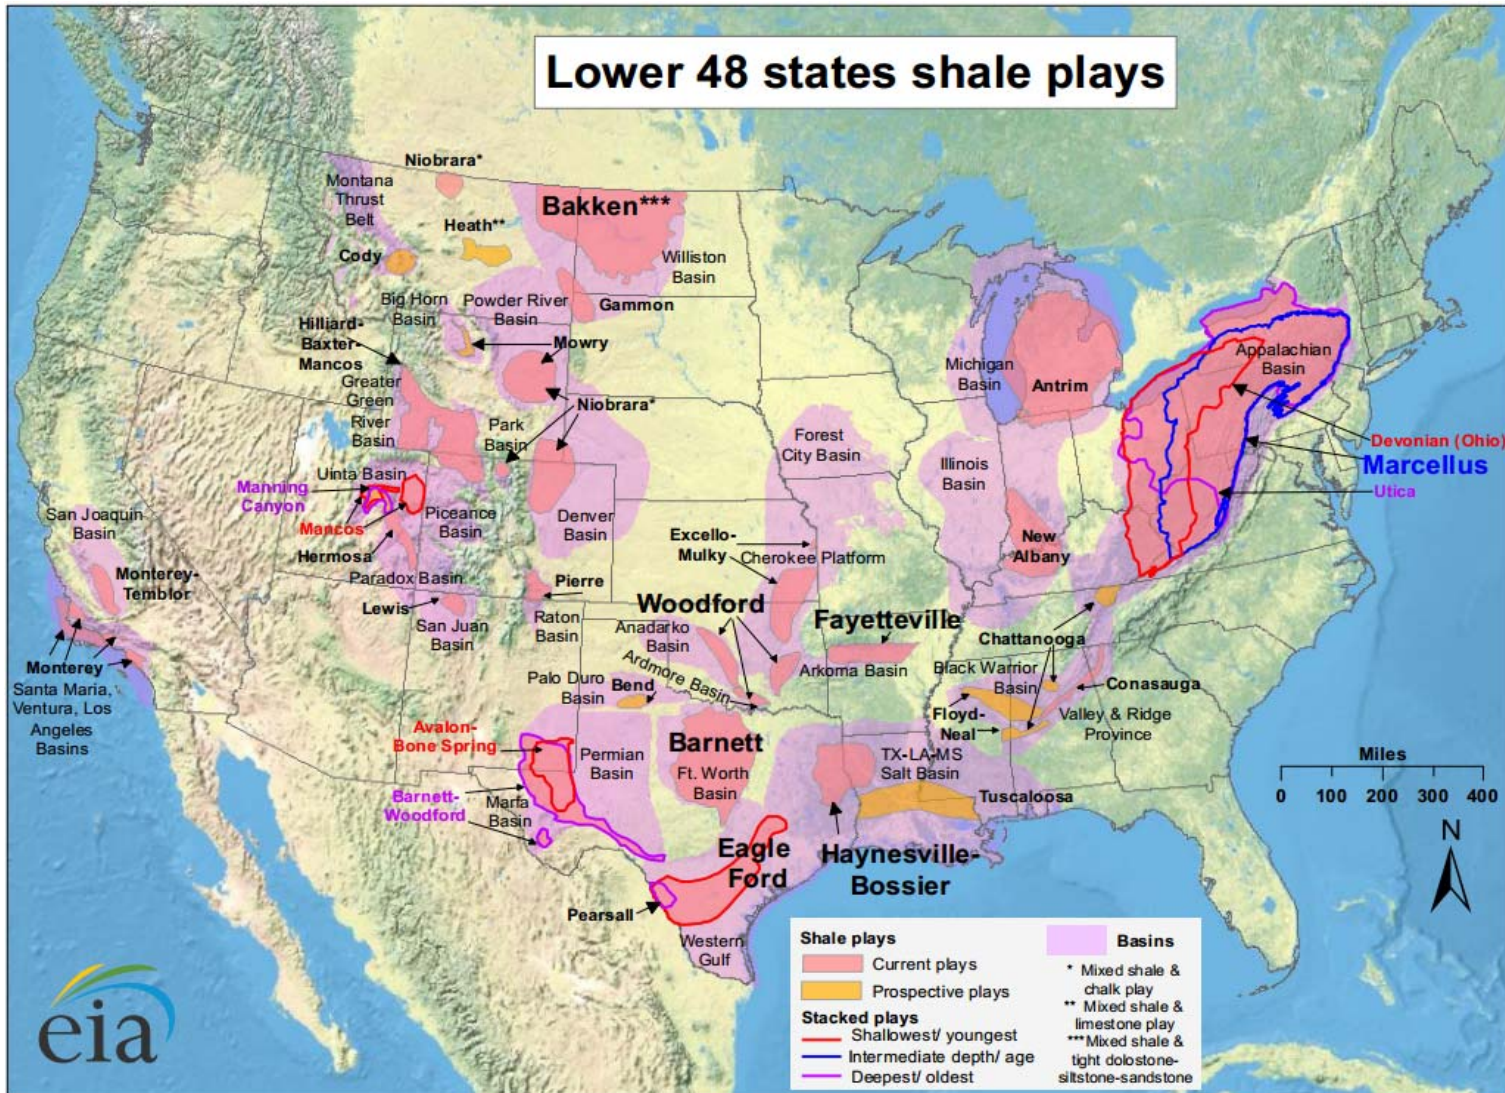 Lower 48 states shale plays
Niobrara*
Montana
Thrust
Belt
Bakken***
Heath**
Cody
Williston
Basin
Big Horn
Basin
Powder River
Basin
Gammon
Hilliard-
Baxter-
Mancos
Mowry
Greater
Green
River
Basin
Niobrara*
Park
Basin
Michigan
Basin
Antrim
Appalachian
Basin
Devonian (Ohio)
Marcellus
Utica
Forest
City Basin
Illinois
Basin
Uinta Basin
Manning
Canyon
Mancos
Piceance
Basin
Denver
Basin
San Joaquin
Basin
Hermosa
Excello-
Mulky
Cherokee Platform
New
Albany
Monterey-
Temblor
Paradox Basin
Pierre
Lewis
San Juan
Basin
Raton
Basin
Woodford
Anadarko
Basin
Fayetteville
Arkoma Basin
Chattanooga
Monterey
Santa Maria,
Ventura, Los
Angeles
Basins
Palo Duro
Basin
Bend
Ardmore Basin
Black Warrior
Basin
Conasauga
Floyd-
Neal
Valley & Ridge
Province
Avalon-
Bone Spring
Permian
Basin
Barnett
Ft. Worth
Basin
TX-LA-MS
Salt Basin
Tuscaloosa
Barnett-
Woodford
Marfa
Basin
Eagle
Ford
Haynesville-
Bossier
Pearsall
Western
Gulf
Miles
0 100 200 300 400
N
Shale plays
Current plays
Prospective plays
Stacked plays
Shallowest/ youngest
Intermediate depth/ age
Deepest/ oldest
Basins
* Mixed shale &
chalk play
** Mixed shale &
limestone play
***Mixed shale &
tight dolostone-
siltstone-sandstone
eia